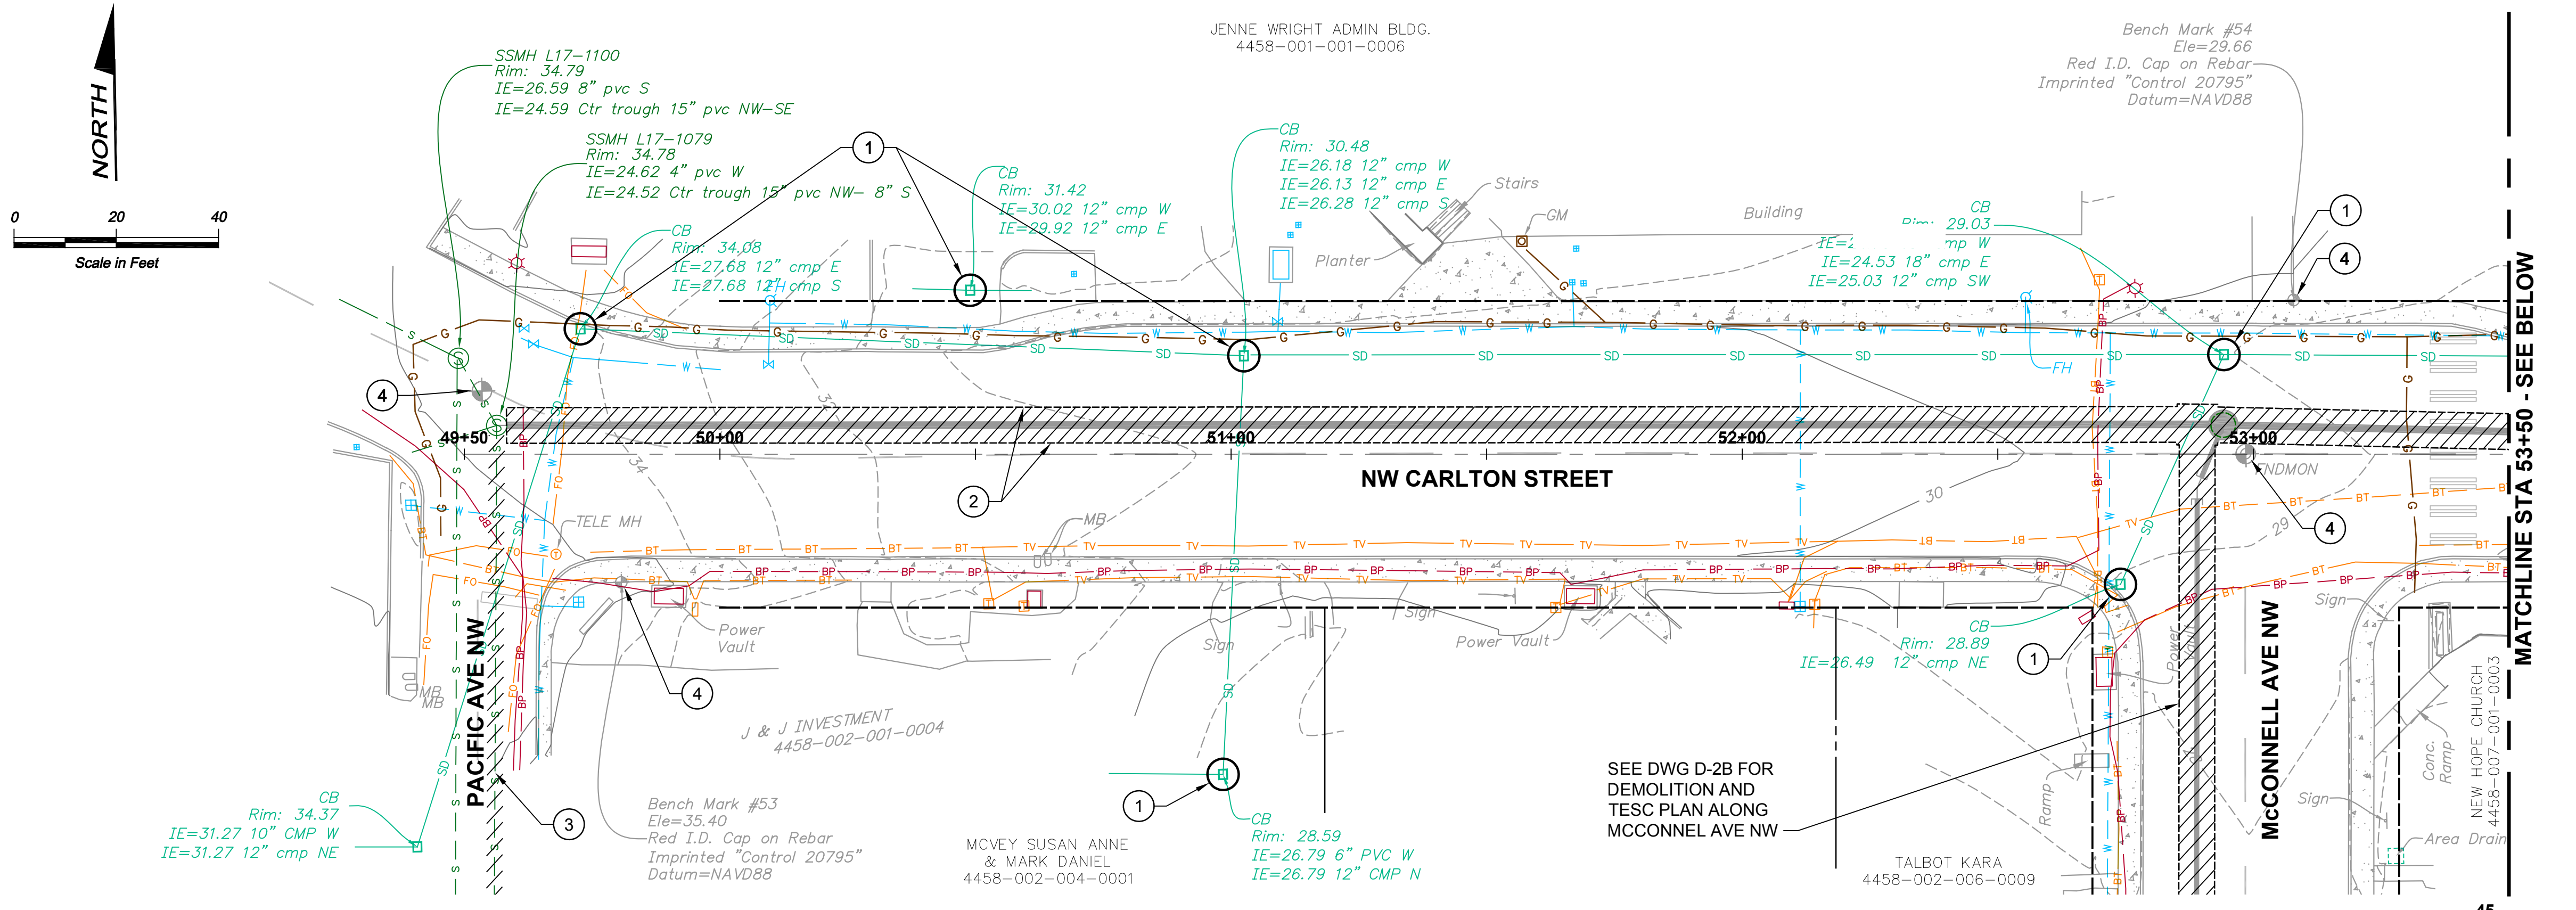 JENNE WRIGHT ADMIN BLDG.
4458-001-001-0006
Bench Mark #54
Ele=29.66
Red I.D. Cap on Rebar
Imprinted "Control 20795"
Datum=NAVD88
NORTH
0 20 40
Scale in Feet
SSMH L17-1100
Rim: 34.79
IE=26.59 8" pvc S
IE=24.59 Ctr trough 15" pvc NW-SE
SSMH L17-1079
Rim: 34.78
IE=24.62 4" pvc W
IE=24.52 Ctr trough 15" pvc NW- 8" S
CB
Rim: 34.08
IE=27.68 12" cmp E
IE=27.68 12" cmp S
1
CB
Rim: 31.42
IE=30.02 12" cmp W
IE=29.92 12" cmp E
CB
Rim: 30.48
IE=26.18 12" cmp W
IE=26.13 12" cmp E
IE=26.28 12" cmp S
Stairs
Planter
GM
Building
CB
Rim: 29.03
mp W
IE=24.53 18" cmp E
IE=25.03 12" cmp SW
1
4
FH
FH
MATCHLINE STA 53+50 - SEE BELOW
4
49+50
50+00
51+00
52+00
53+00
32
34
30
29
NW CARLTON STREET
2
ENDMON
4
TELE MH
MB
Power
Vault
Sign
Sign
Power Vault
CB
Rim: 28.89
IE=26.49 12" cmp NE
1
Power
Vault
Sign
4
PACIFIC AVE NW
MB
MB
J & J INVESTMENT
4458-002-001-0004
McCONNELL AVE NW
Conc.
Ramp
NEW HOPE CHURCH
4458-007-001-0003
Ramp
Sign
Area Drain
SEE DWG D-2B FOR
DEMOLITION AND
TESC PLAN ALONG
MCCONNEL AVE NW
3
1
CB
Rim: 34.37
IE=31.27 10" CMP W
IE=31.27 12" cmp NE
Bench Mark #53
Ele=35.40
Red I.D. Cap on Rebar
Imprinted "Control 20795"
Datum=NAVD88
MCVEY SUSAN ANNE
& MARK DANIEL
4458-002-004-0001
CB
Rim: 28.59
IE=26.79 6" PVC W
IE=26.79 12" CMP N
TALBOT KARA
4458-002-006-0009